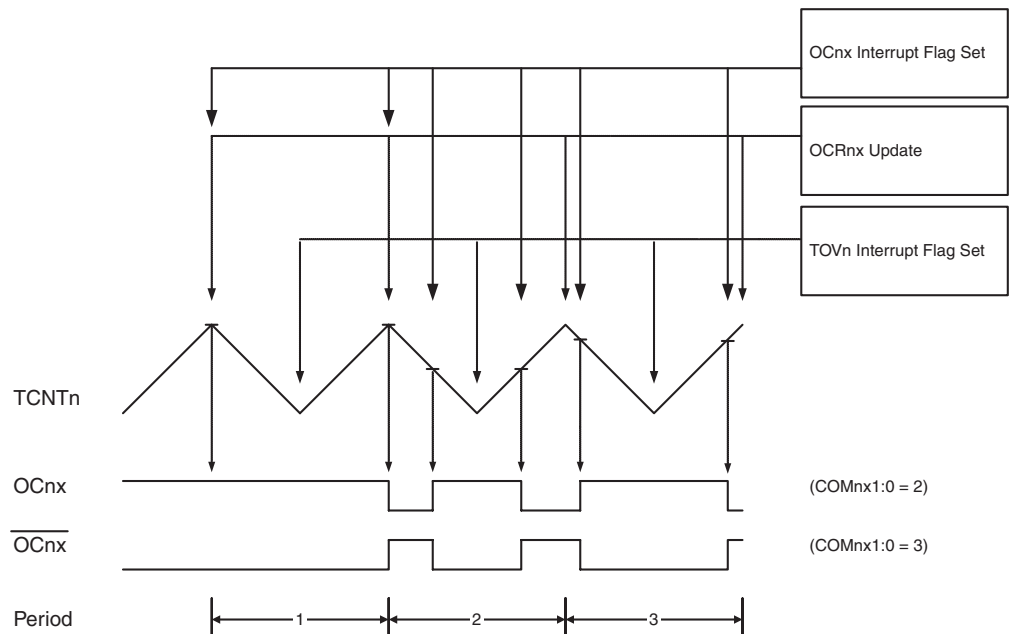 OCnx Interrupt Flag Set
OCRnx Update
TOVn Interrupt Flag Set
TCNTn
OCnx
(COMnx1:0 = 2)
OCnx
(COMnx1:0 = 3)
Period
1
2
3